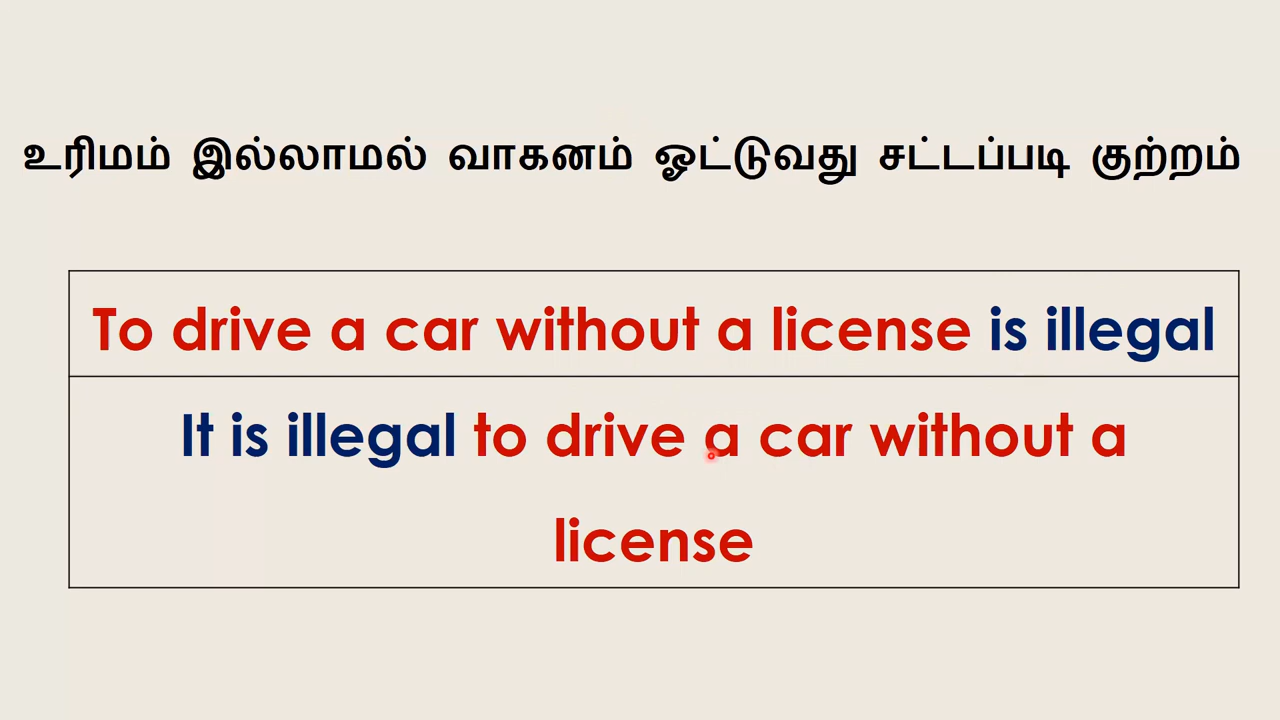 உரிமம் இல்லாமல் வாகனம் ஓட்டுவது சட்டப்படி குற்றம்
To drive a car without a license is illegal
It is illegal to drive a car without a
license